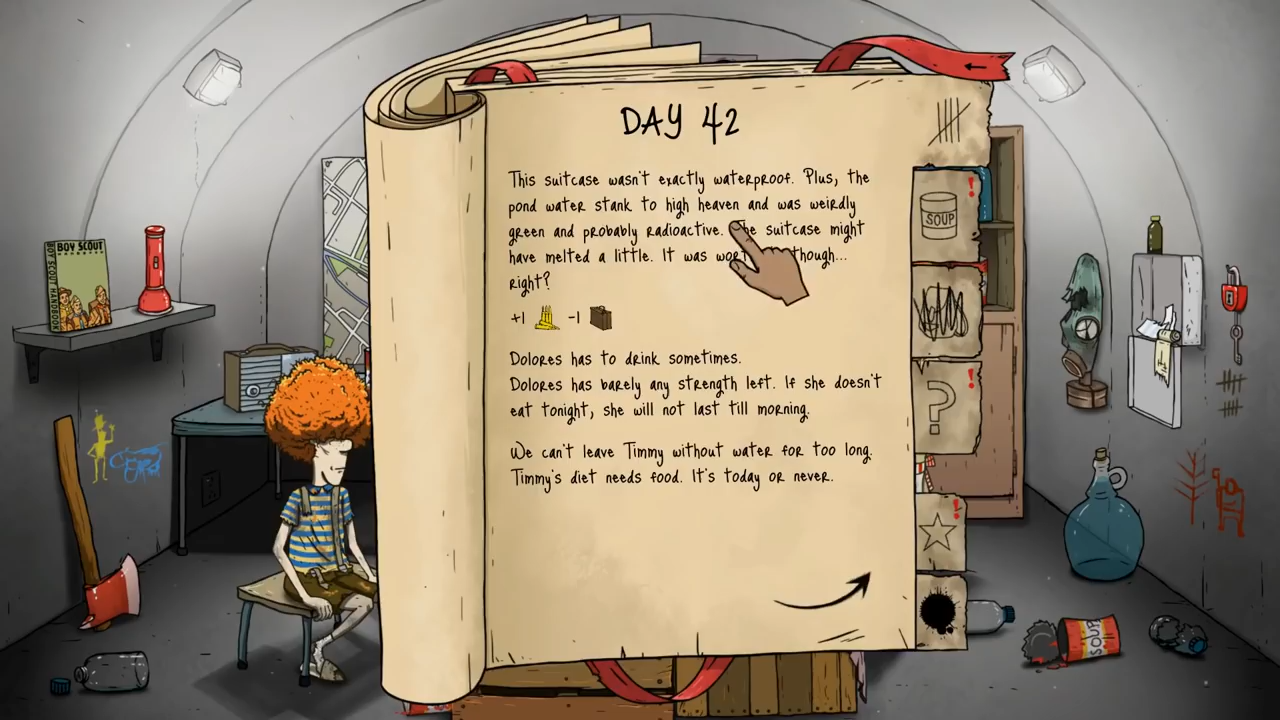 DAY 42
This suitcase wasn't exactly waterproof. Plus, the
pond water stank to high heaven and was weirdly
green and probably radioactive. The suitcase might
have melted a little. It was though...
right?
+1 -1
Dolores has to drink sometimes.
Dolores has barely any strength left. If she doesn't
eat tonight, she will not last till morning.
We can't leave Timmy without water for too long.
Timmy's diet needs food. It's today or never.
SOUP
!
?
!
!
BOY SCOUT
BOY SCOUT HANDBOOK
SOUP